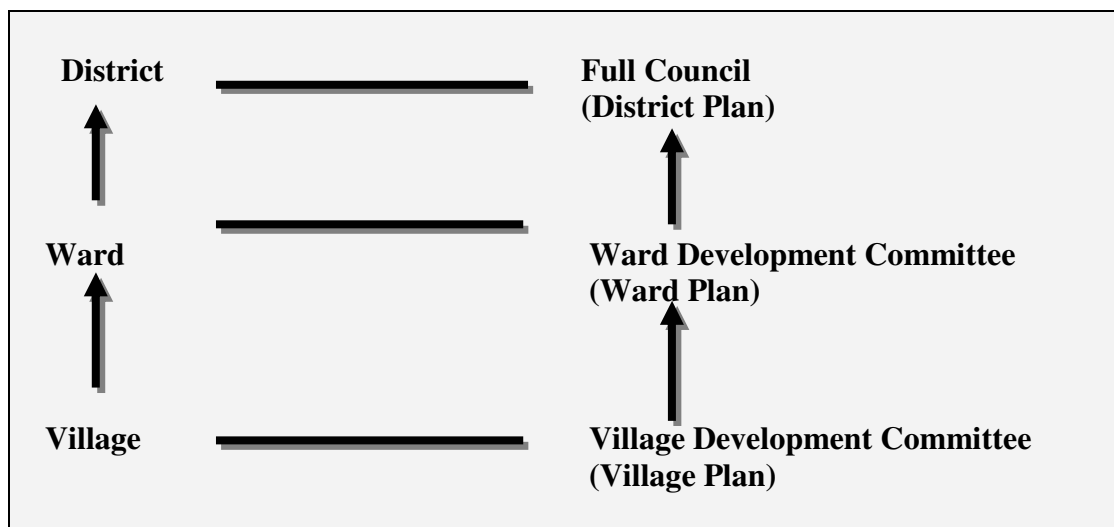 District
Full Council
(District Plan)
Ward
Ward Development Committee
(Ward Plan)
Village
Village Development Committee
(Village Plan)